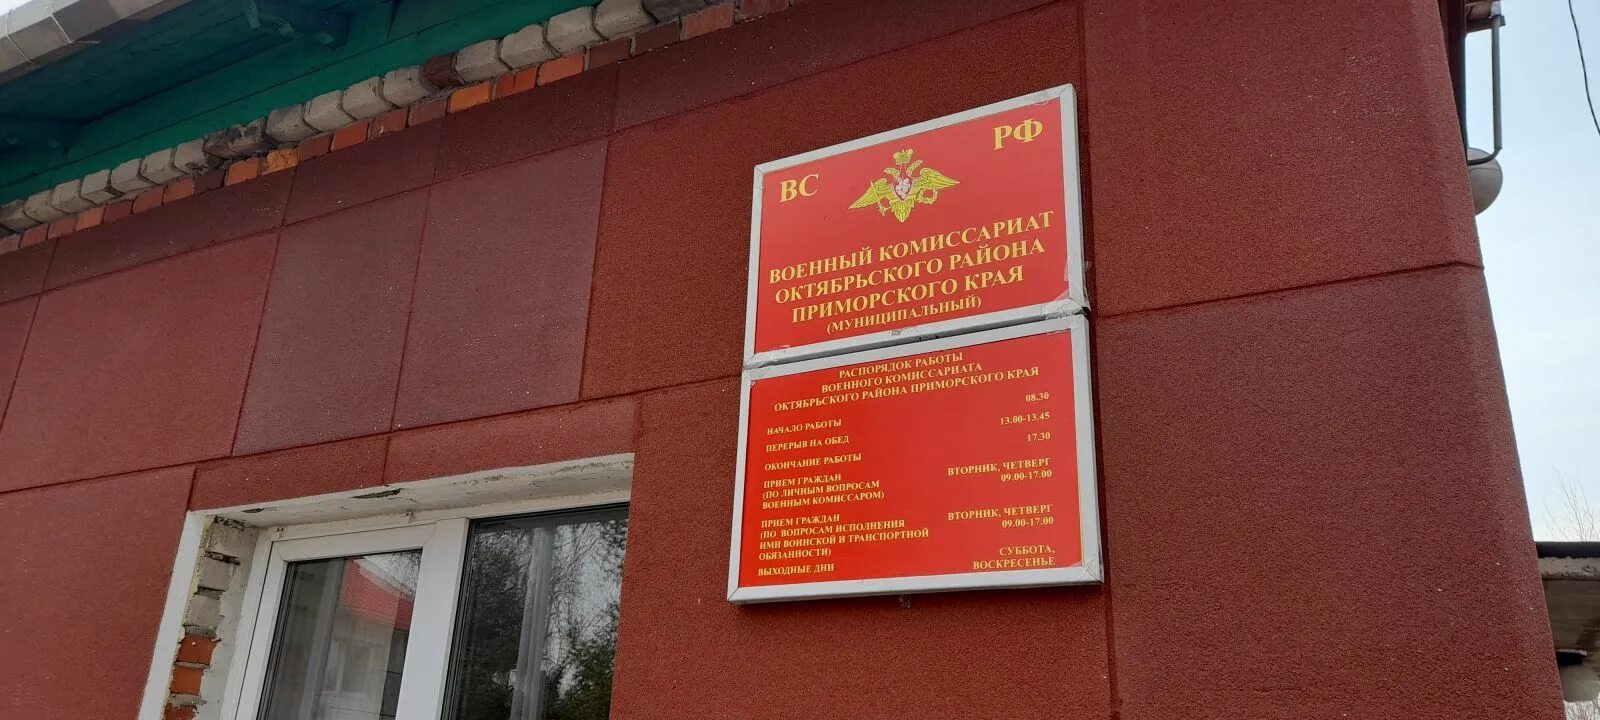 ВС РФ
ВОЕННЫЙ КОМИССАРИАТ
ОКТЯБРЬСКОГО РАЙОНА
ПРИМОРСКОГО КРАЯ
(МУНИЦИПАЛЬНЫЙ)
РАСПОРЯДОК РАБОТЫ
ВОЕННОГО КОМИССАРИАТА
ОКТЯБРЬСКОГО РАЙОНА ПРИМОРСКОГО КРАЯ
НАЧАЛО РАБОТЫ 08.30
ПЕРЕРЫВ НА ОБЕД 13.00-13.45
ОКОНЧАНИЕ РАБОТЫ 17.30
ПРИЕМ ГРАЖДАН ВТОРНИК, ЧЕТВЕРГ
(ПО ЛИЧНЫМ ВОПРОСАМ 09.00-17.00
ВОЕННЫМ КОМИССАРОМ)
ПРИЕМ ГРАЖДАН ВТОРНИК, ЧЕТВЕРГ
(ПО ВОПРОСАМ ИСПОЛНЕНИЯ 09.00-17.00
ИМИ ВОИНСКОЙ И ТРАНСПОРТНОЙ
ОБЯЗАННОСТИ) СУББОТА,
ВЫХОДНЫЕ ДНИ ВОСКРЕСЕНЬЕ